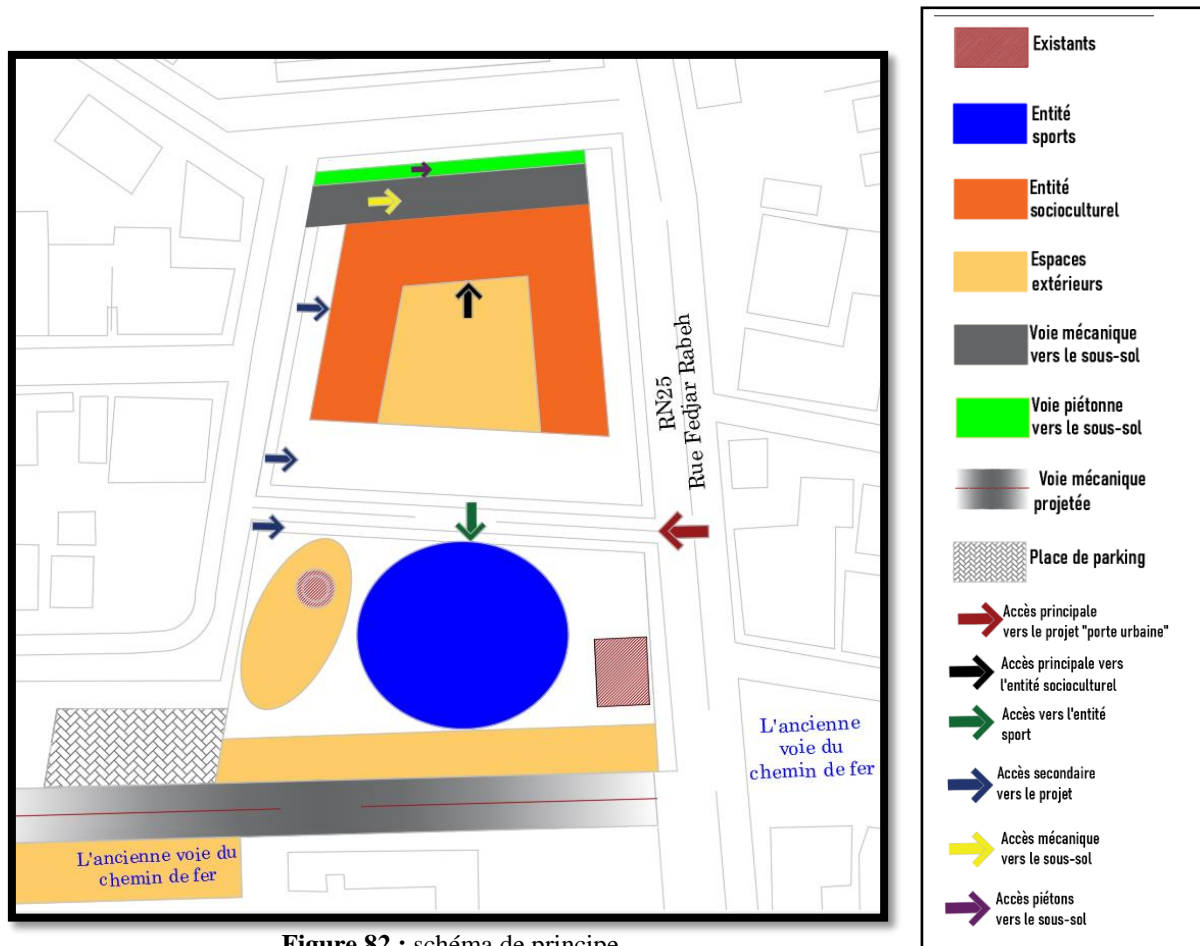 RN25
Rue Fedjar Rabeh
L'ancienne
voie du
chemin de fer
L'ancienne voie du
chemin de fer
Figure 82 : schéma de principe
Existants
Entité
sports
Entité
socioculturel
Espaces
extérieurs
Voie mécanique
vers le sous-sol
Voie piétonne
vers le sous-sol
Voie mécanique
projetée
Place de parking
Accès principale
vers le projet "porte urbaine"
Accès principale vers
l'entité socioculturel
Accès vers l'entité
sport
Accès secondaire
vers le projet
Accès mécanique
vers le sous-sol
Accès piétons
vers le sous-sol